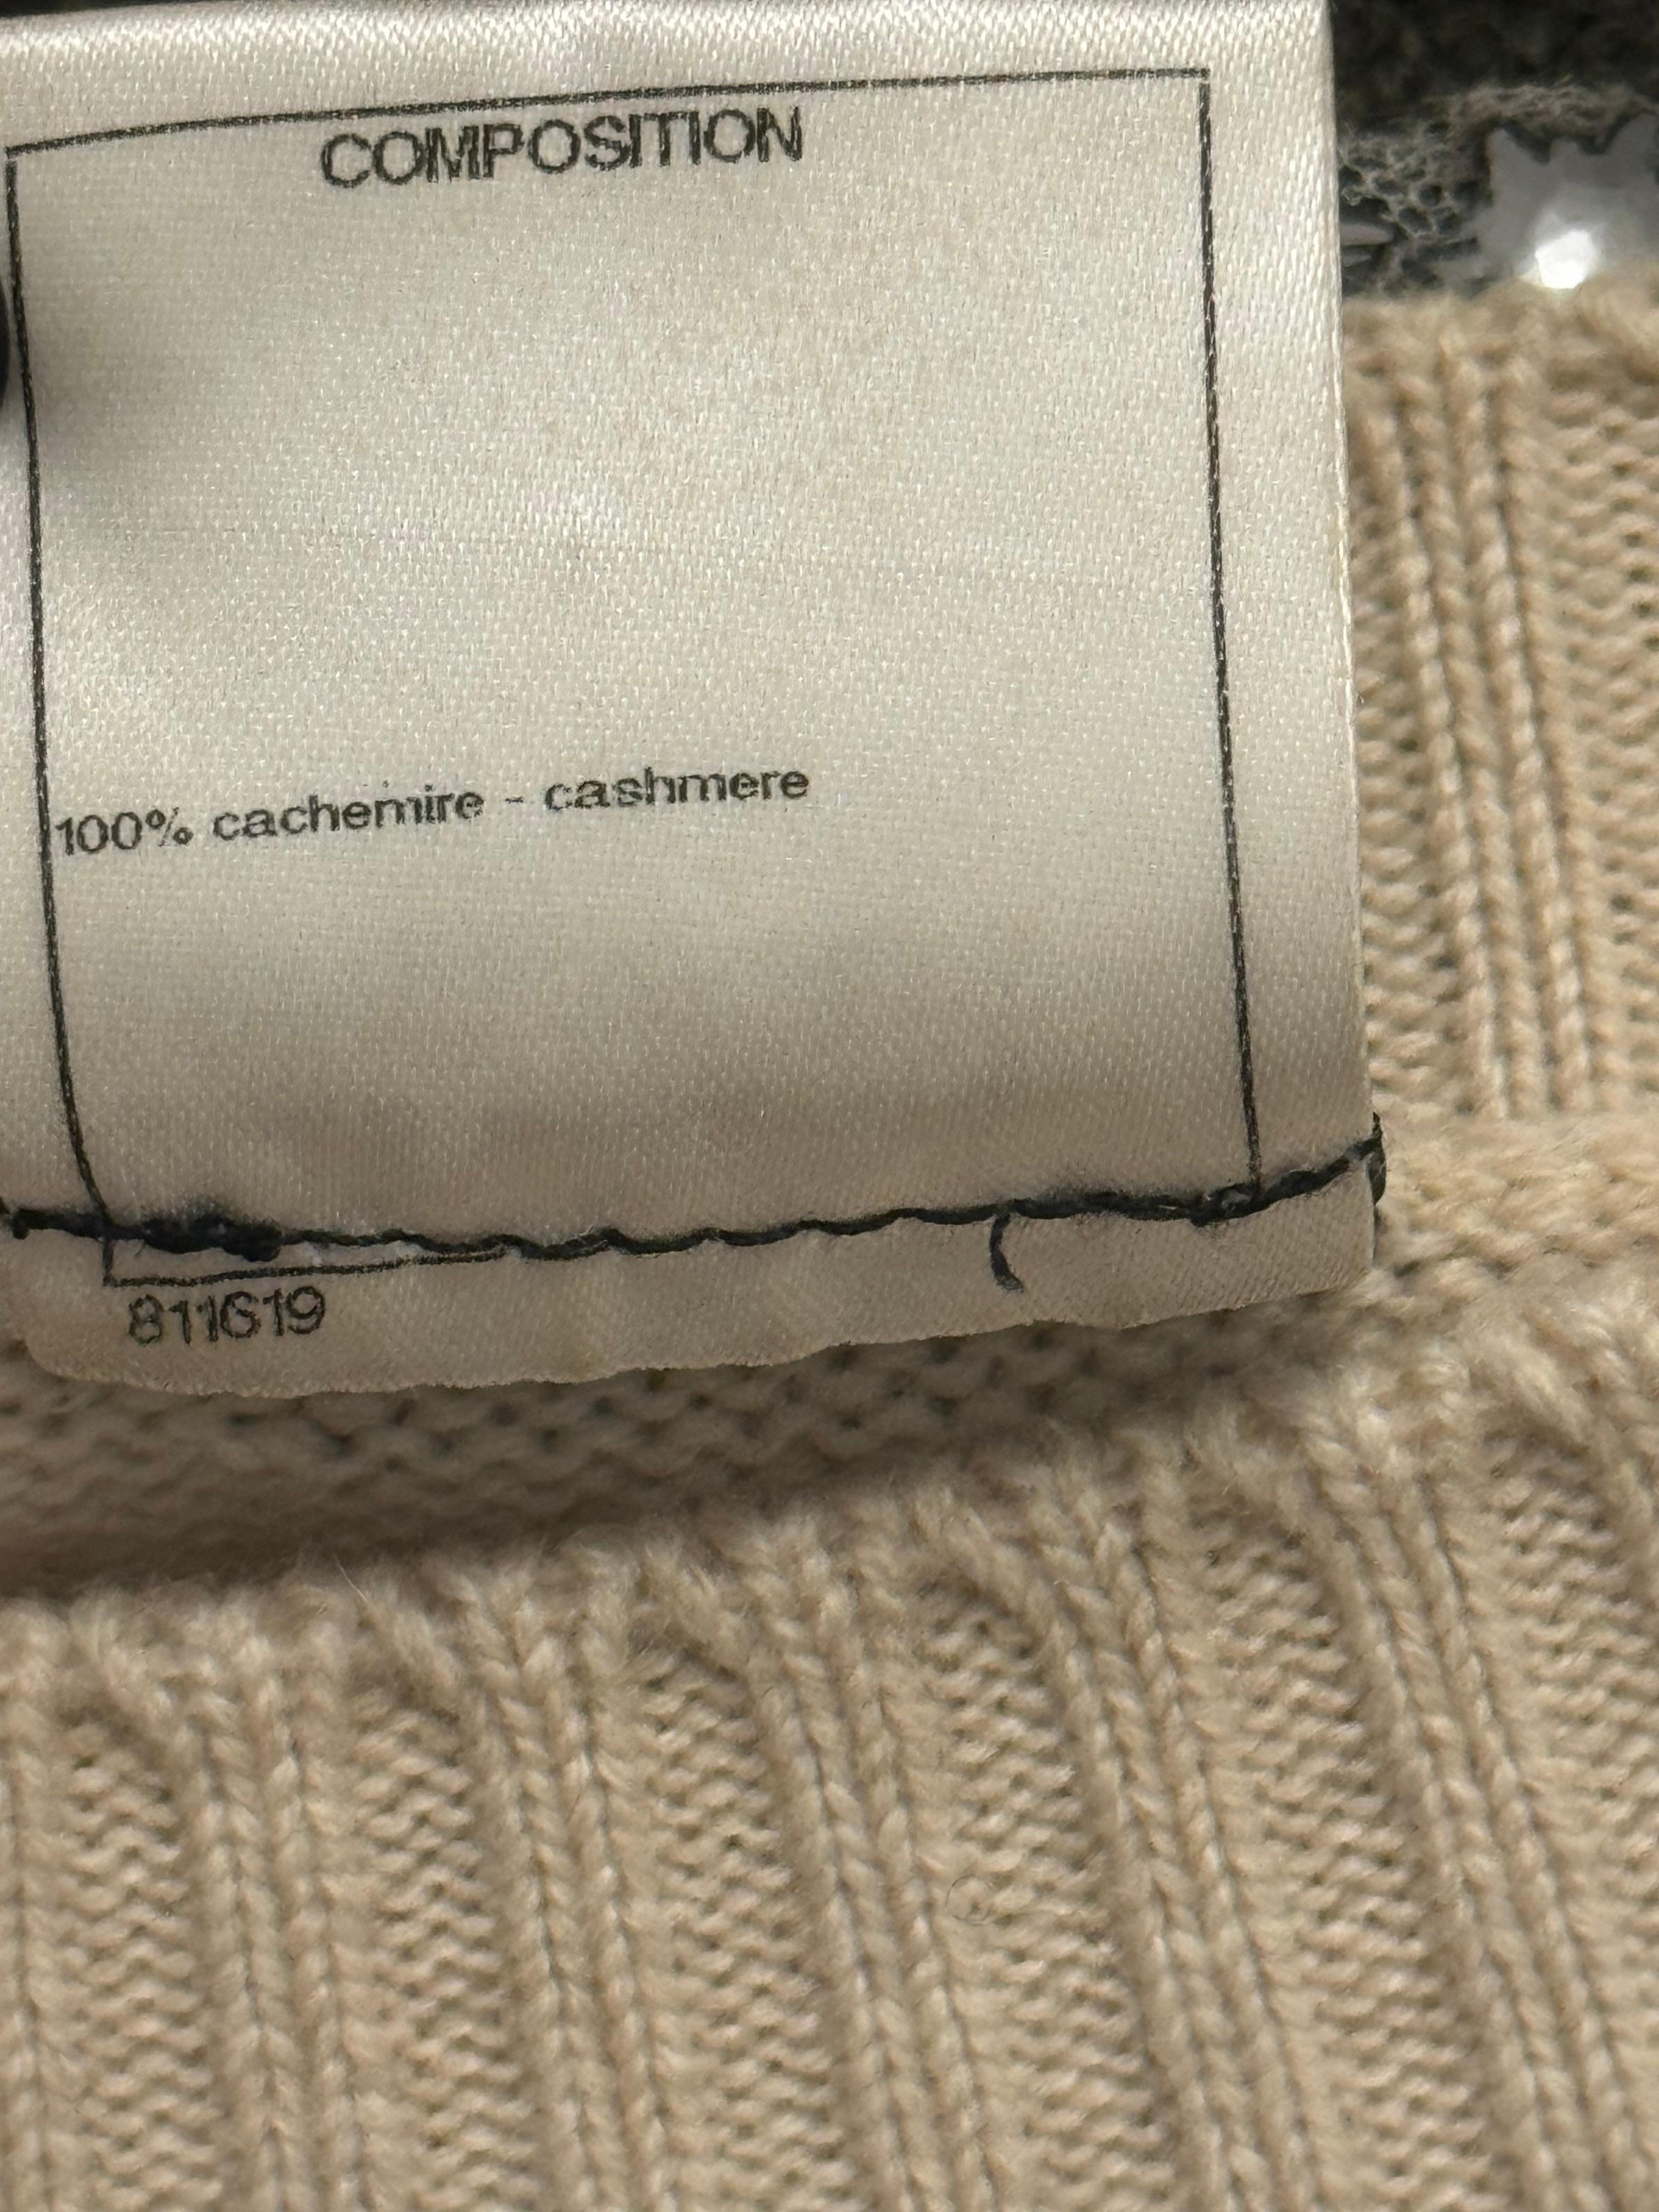 COMPOSITION
100% cachemire - cashmere
811619